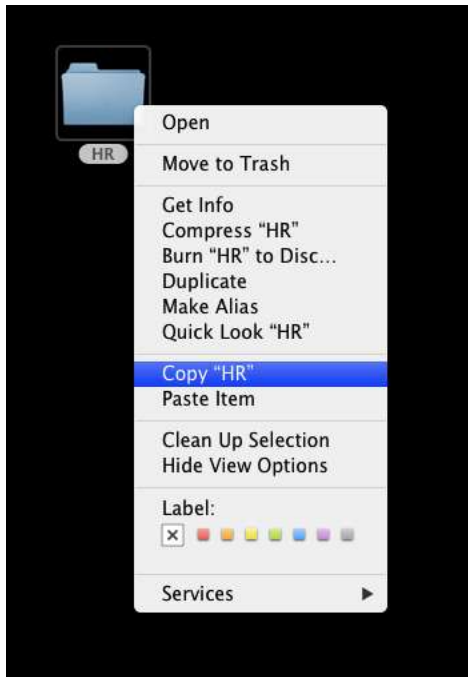 HR
Open
Move to Trash
Get Info
Compress “HR”
Burn “HR” to Disc...
Duplicate
Make Alias
Quick Look “HR”
Copy “HR”
Paste Item
Clean Up Selection
Hide View Options
Label:
Services